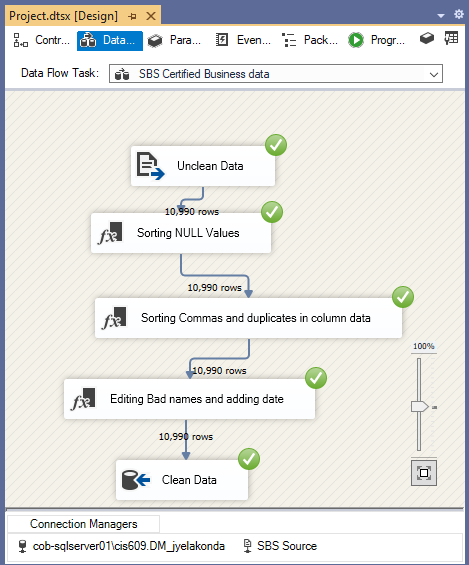 Project.dtsx [Design]
Contr... Data... Para... Even... Pack... Progr...
Data Flow Task: SBS Certified Business data
Unclean Data
10,990 rows
Sorting NULL Values
10,990 rows
Sorting Commas and duplicates in column data
100%
10,990 rows
Editing Bad names and adding date
10,990 rows
Clean Data
Connection Managers
cob-sqlserver01\cis609.DM_jyelakonda SBS Source